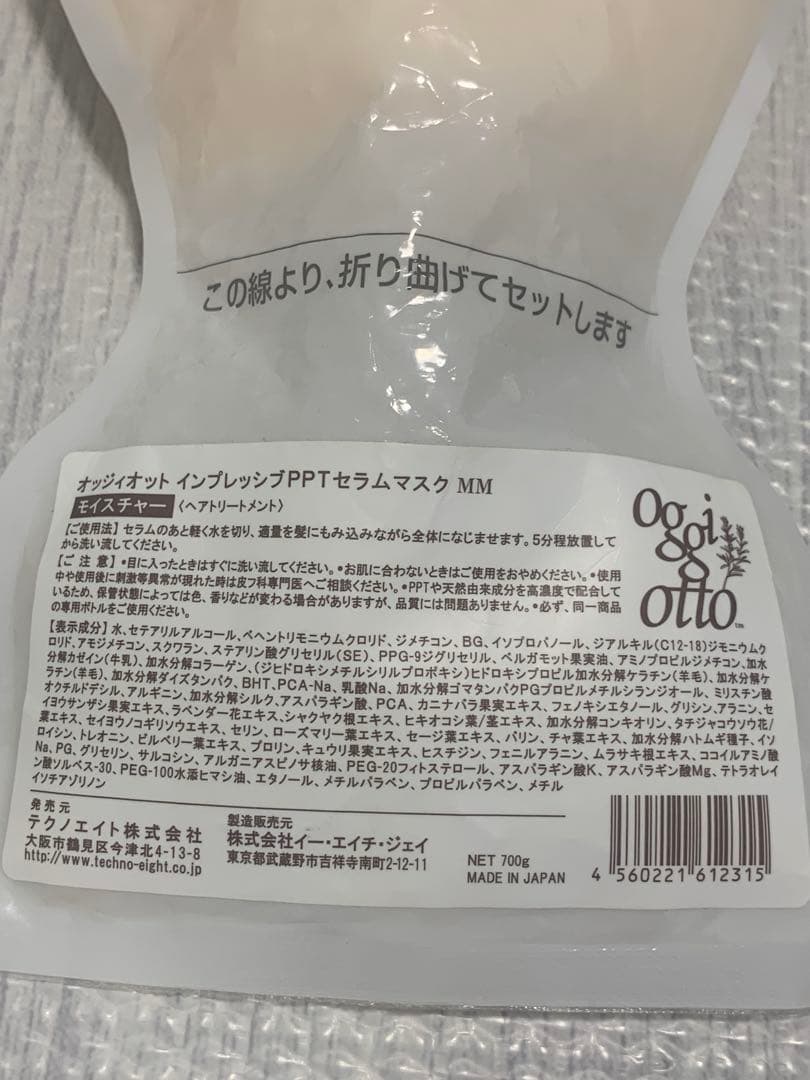 この線より、折り曲げてセットします
オッジィオット インプレッシブPPTセラムマスク MM
モイスチャー 〈ヘアトリートメント〉
【ご使用法】セラムのあと軽く水を切り、適量を髪にもみ込みながら全体になじませます。5分程放置して
から洗い流してください。
【ご注意】●目に入ったときはすぐに洗い流してください。●お肌に合わないときはご使用をおやめください。●使用
中や使用後に刺激等異常が現れた時は皮フ科専門医へご相談ください。●PPTや天然由来成分を高濃度で配合して
いるため、保管状態によっては色、香りなどが変わる場合がありますが、品質には問題ありません。●必ず、同一商品
の専用ボトルをご使用ください。
【表示成分】水、セテアリルアルコール、ベヘントリモニウムクロリド、ジメチコン、BG、イソプロパノール、ジアルキル(C12-18)ジモニウムク
ロリド、アモジメチコン、スクワラン、ステアリン酸グリセリル(SE)、PPG-9ジグリセリル、ベルガモット果実油、アミノプロピルジメチコン、加水
分解カゼイン(牛乳)、加水分解コラーゲン、(ジヒドロキシメチルシリルプロポキシ)ヒドロキシプロピル加水分解ケラチン(羊毛)、加水分解ケ
ラチン(羊毛)、加水分解ダイズタンパク、BHT、PCA-Na、乳酸Na、加水分解ゴマタンパクPGプロピルメチルシランジオール、ミリスチン酸
オクチルドデシル、アルギニン、加水分解シルク、アスパラギン酸、PCA、カニナバラ果実エキス、フェノキシエタノール、グリシン、アラニン、セ
イヨウサンザシ果実エキス、ラベンダー花エキス、シャクヤク根エキス、ヒキオコシ葉/茎エキス、加水分解コンキオリン、タチジャコウソウ花/
葉エキス、セイヨウノコギリソウエキス、セリン、ローズマリー葉エキス、セージ葉エキス、バリン、チャ葉エキス、加水分解ハトムギ種子、イソ
ロイシン、トレオニン、ビルベリー葉エキス、プロリン、キュウリ果実エキス、ヒスチジン、フェニルアラニン、ムラサキ根エキス、ココイルアミノ酸
Na、PG、グリセリン、サルコシン、アルガニアスピノサ核油、PEG-20フィトステロール、アスパラギン酸K、アスパラギン酸Mg、テトラオレイ
ン酸ソルベス-30、PEG-100水添ヒマシ油、エタノール、メチルパラベン、プロピルパラベン、メチル
イソチアゾリノン
oggi
otto™
発売元
テクノエイト株式会社
大阪市鶴見区今津北4-13-8
http://www.techno-eight.co.jp
製造販売元
株式会社イー・エイチ・ジェイ
東京都武蔵野市吉祥寺南町2-12-11
NET 700g
MADE IN JAPAN
4 560221 612315